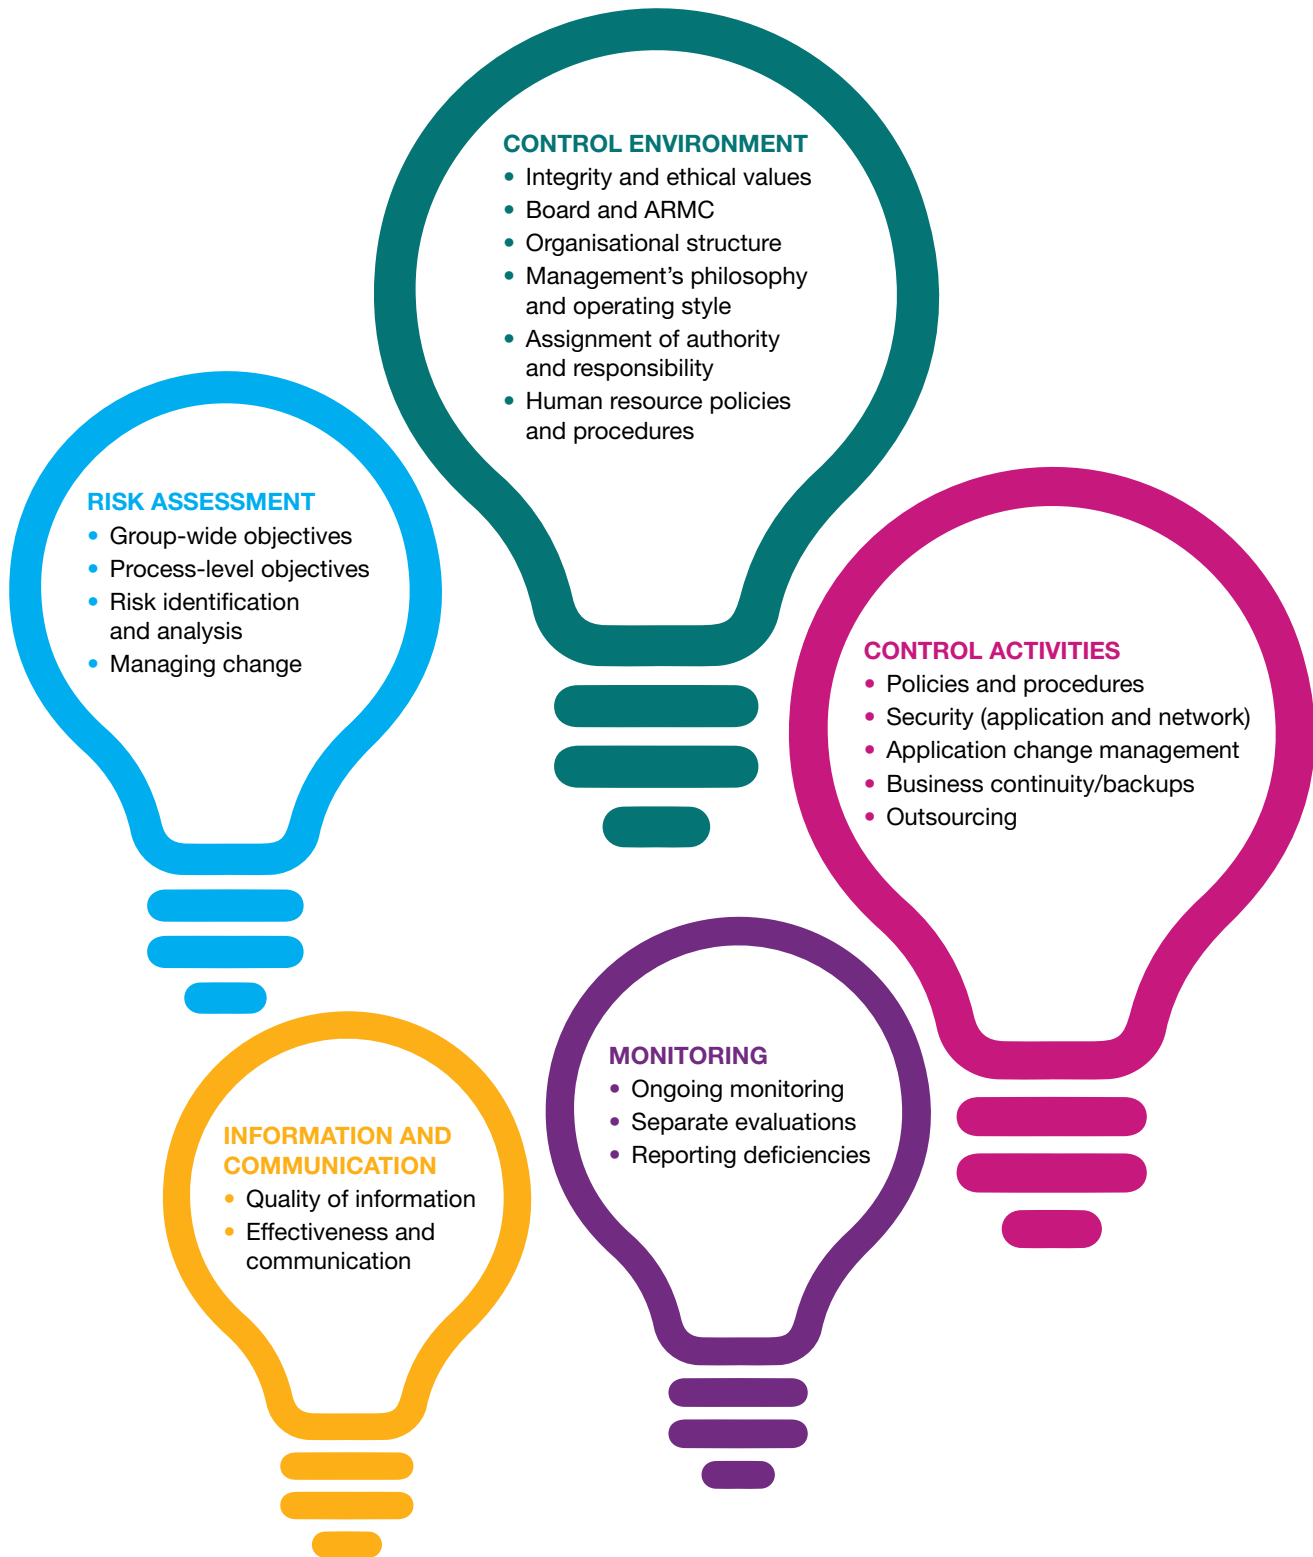 CONTROL ENVIRONMENT
• Integrity and ethical values
• Board and ARMC
• Organisational structure
• Management’s philosophy
and operating style
• Assignment of authority
and responsibility
• Human resource policies
and procedures
RISK ASSESSMENT
• Group-wide objectives
• Process-level objectives
• Risk identification
and analysis
• Managing change
CONTROL ACTIVITIES
• Policies and procedures
• Security (application and network)
• Application change management
• Business continuity/backups
• Outsourcing
MONITORING
• Ongoing monitoring
• Separate evaluations
• Reporting deficiencies
INFORMATION AND
COMMUNICATION
• Quality of information
• Effectiveness and
communication